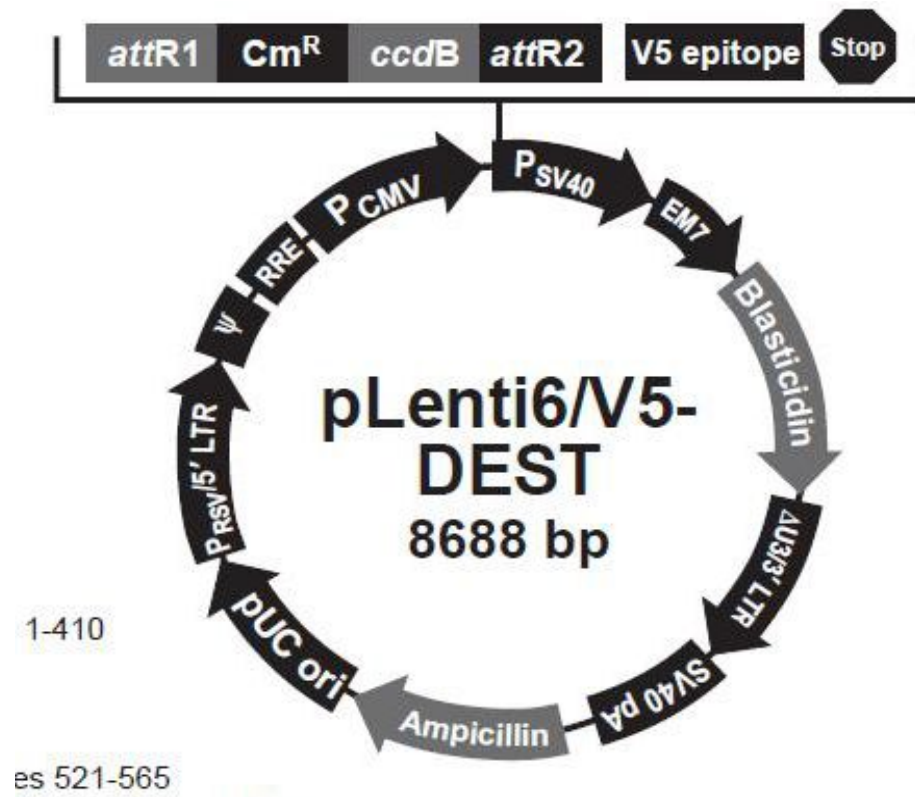 attR1 CmR ccdB attR2 V5 epitope Stop
PSV40
EM7
Blasticidin
ΔU3/3′ LTR
SV40 pA
Ampicillin
pUC ori
PRSV/5′ LTR
Ψ
RRE
PCMV
pLenti6/V5-
DEST
8688 bp
1-410
es 521-565